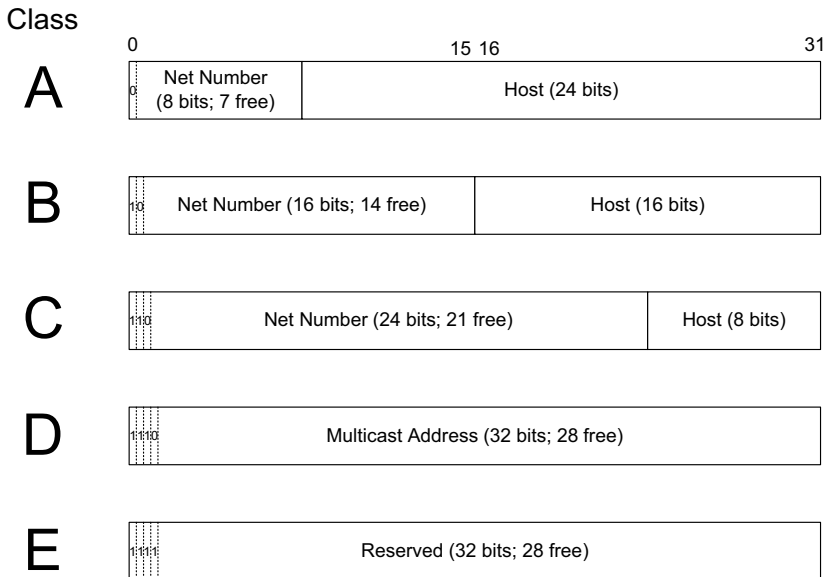 Class
0 15 16 31
A
0
Net Number
(8 bits; 7 free)
Host (24 bits)
B
10
Net Number (16 bits; 14 free)
Host (16 bits)
C
110
Net Number (24 bits; 21 free)
Host (8 bits)
D
1110
Multicast Address (32 bits; 28 free)
E
1111
Reserved (32 bits; 28 free)